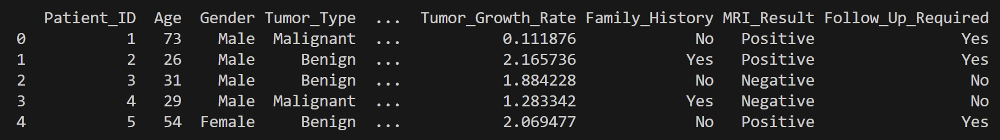 Patient_ID Age Gender Tumor_Type ... Tumor_Growth_Rate Family_History MRI_Result Follow_Up_Required
0 1 73 Male Malignant ... 0.111876 No Positive Yes
1 2 26 Male Benign ... 2.165736 Yes Positive Yes
2 3 31 Male Benign ... 1.884228 No Negative No
3 4 29 Male Malignant ... 1.283342 Yes Negative No
4 5 54 Female Benign ... 2.069477 No Positive Yes